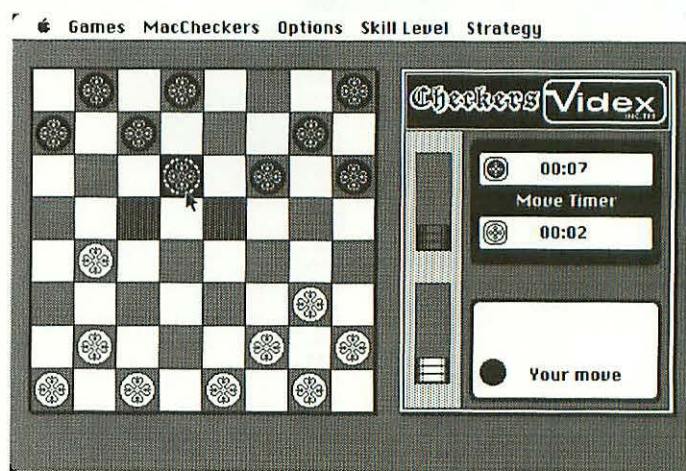 Games MacCheckers Options Skill Level Strategy
Checkers Videx
00:07
Move Timer
00:02
Your move